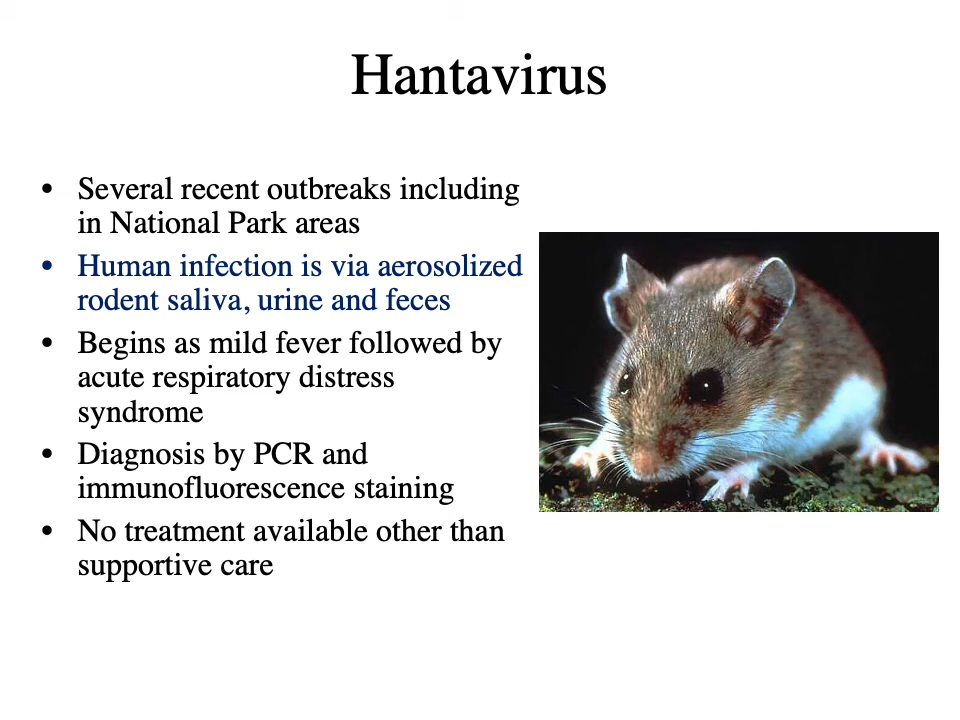 Hantavirus
• Several recent outbreaks including
in National Park areas
• Human infection is via aerosolized
rodent saliva, urine and feces
• Begins as mild fever followed by
acute respiratory distress
syndrome
• Diagnosis by PCR and
immunofluorescence staining
• No treatment available other than
supportive care